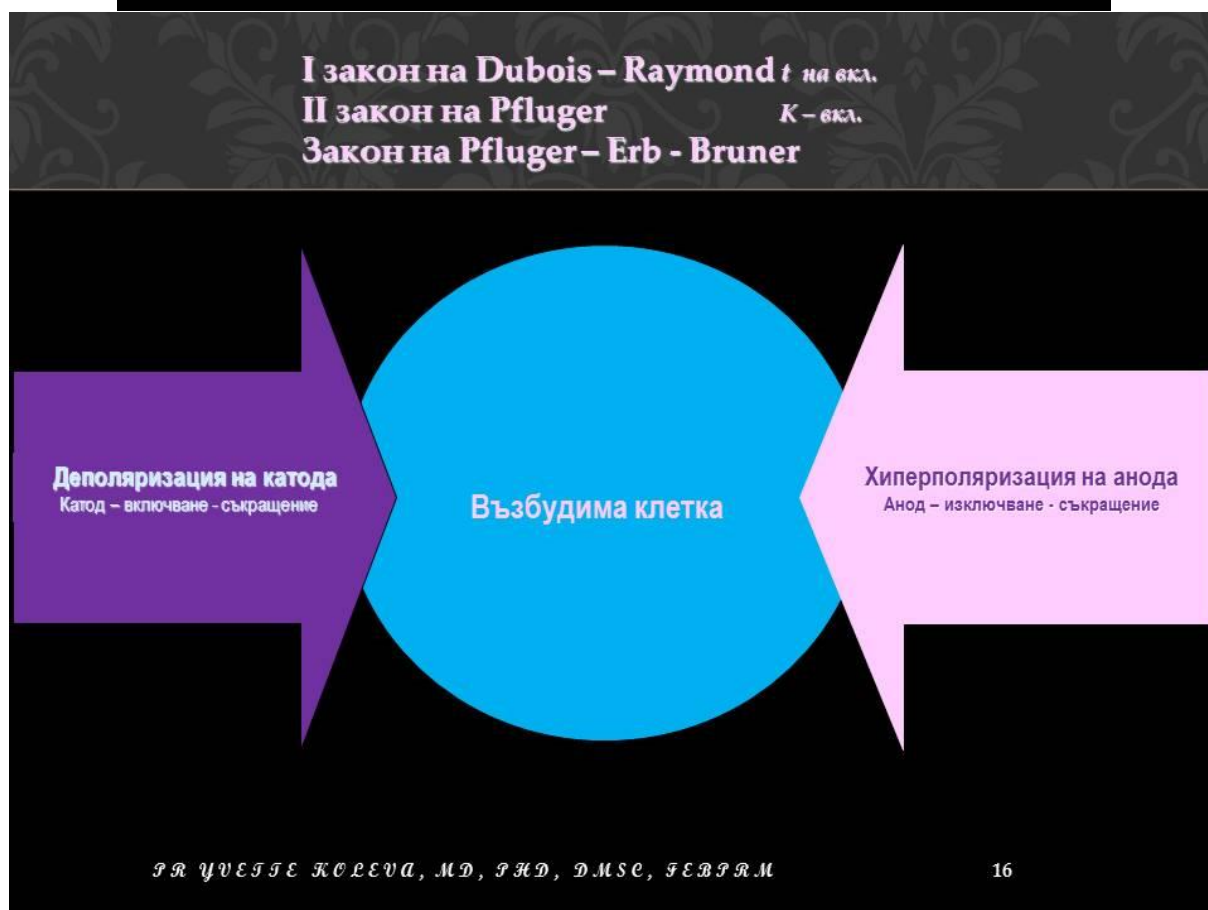 I закон на Dubois – Raymond t на вкл.
II закон на Pfluger K – вкл.
Закон на Pfluger – Erb - Bruner
Деполяризация на катода
Катод – включване - съкращение
Възбудима клетка
Хиперполяризация на анода
Анод – изключване - съкращение
PR YVETTE KOLEVA, MD, PHD, DMSC, FEBPRM
16